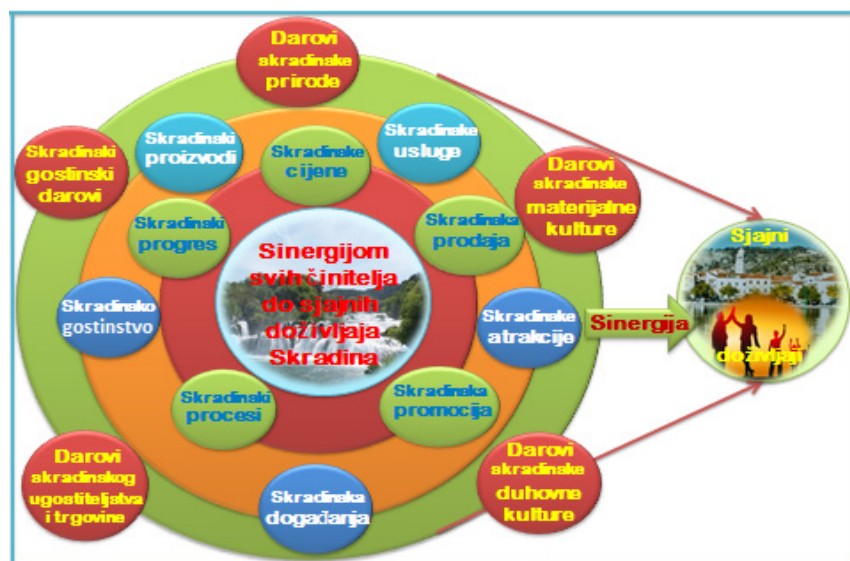 Darovi
skradinske
prirode
Skradinski
proizvodi
Skradinske
cijene
Skradinske
usluge
Skradinski
gostinski
darovi
Darovi
skradinske
materijalne
kulture
Skradinski
progres
Skradinska
prodaja
Sinergijom
svih činitelja
do sjajnih
doživljaja
Skradina
Sjajni
doživljaji
Skradinsko
gostinstvo
Skradinske
atrakcije
Sinergija
Skradinski
procesi
Skradinska
promocija
Darovi
skradinskog
ugostiteljstva
i trgovine
Skradinska
događanja
Darovi
skradinske
duhovne
kulture